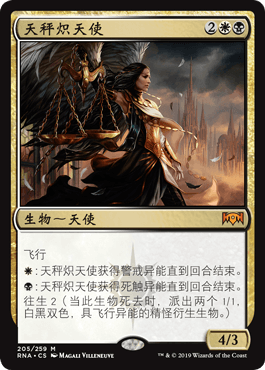 天秤炽天使 2
生物～天使
飞行
:天秤炽天使获得警戒异能直到回合结束。
:天秤炽天使获得死触异能直到回合结束。
往生 2（当此生物死去时，派出两个 1/1，
白黑双色，具飞行异能的精怪衍生生物。）
4/3
205/259 M
RNA • CS MAGALI VILLENEUVE
™ & © 2019 Wizards of the Coast